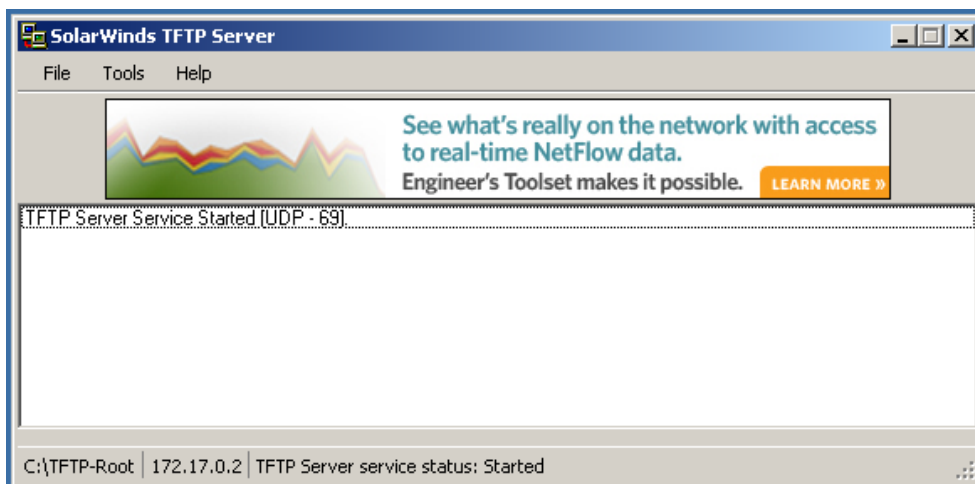 SolarWinds TFTP Server
File Tools Help
See what's really on the network with access
to real-time NetFlow data.
Engineer's Toolset makes it possible.
LEARN MORE »
TFTP Server Service Started [UDP - 69].
C:\TFTP-Root 172.17.0.2 TFTP Server service status: Started